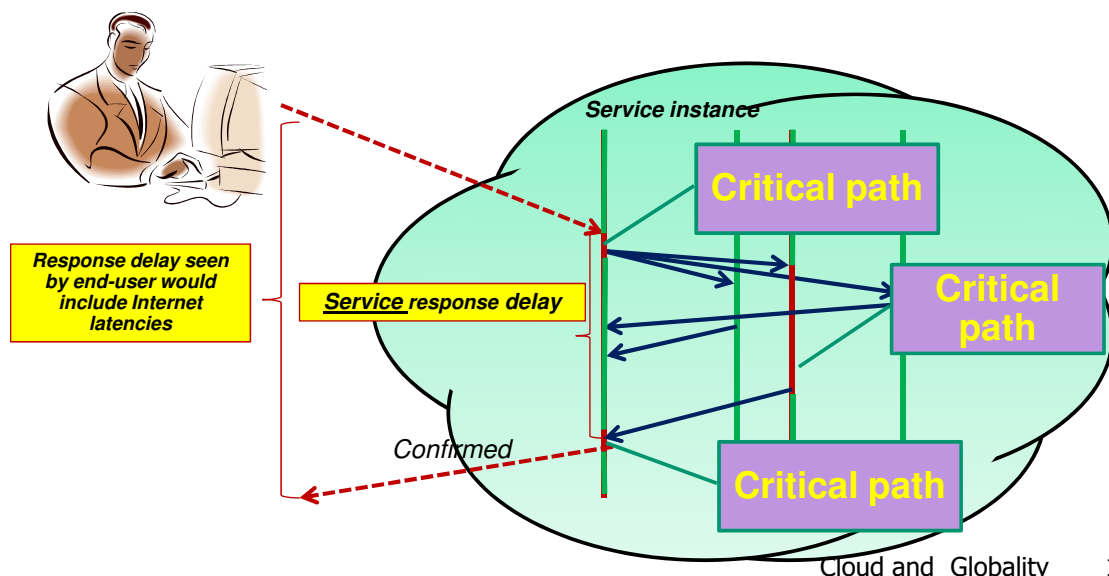 Service instance
Critical path
Response delay seen
by end-user would
include Internet
latencies
Service response delay
Critical
path
Confirmed
Critical path
Cloud and Globality